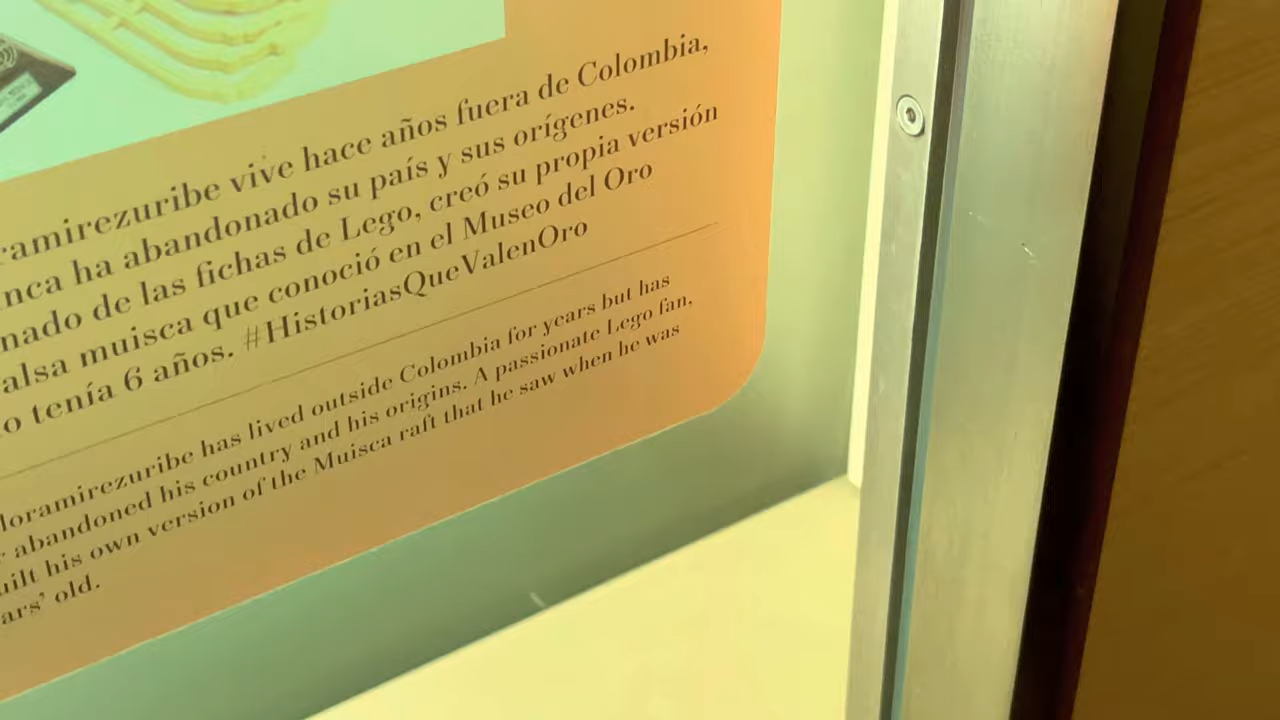 ramirezuribe vive hace años fuera de Colombia,
nca ha abandonado su país y sus orígenes.
nado de las fichas de Lego, creó su propia versión
alsa muisca que conoció en el Museo del Oro
o tenía 6 años. #HistoriasQueValenOro
loramirezuribe has lived outside Colombia for years but has
r abandoned his country and his origins. A passionate Lego fan,
uilt his own version of the Muisca raft that he saw when he was
ars’ old.